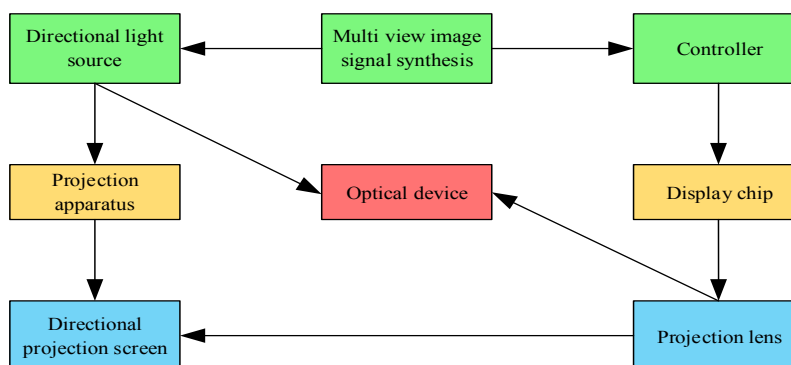 Directional light
source
Multi view image
signal synthesis
Controller
Projection
apparatus
Optical device
Display chip
Directional
projection screen
Projection lens